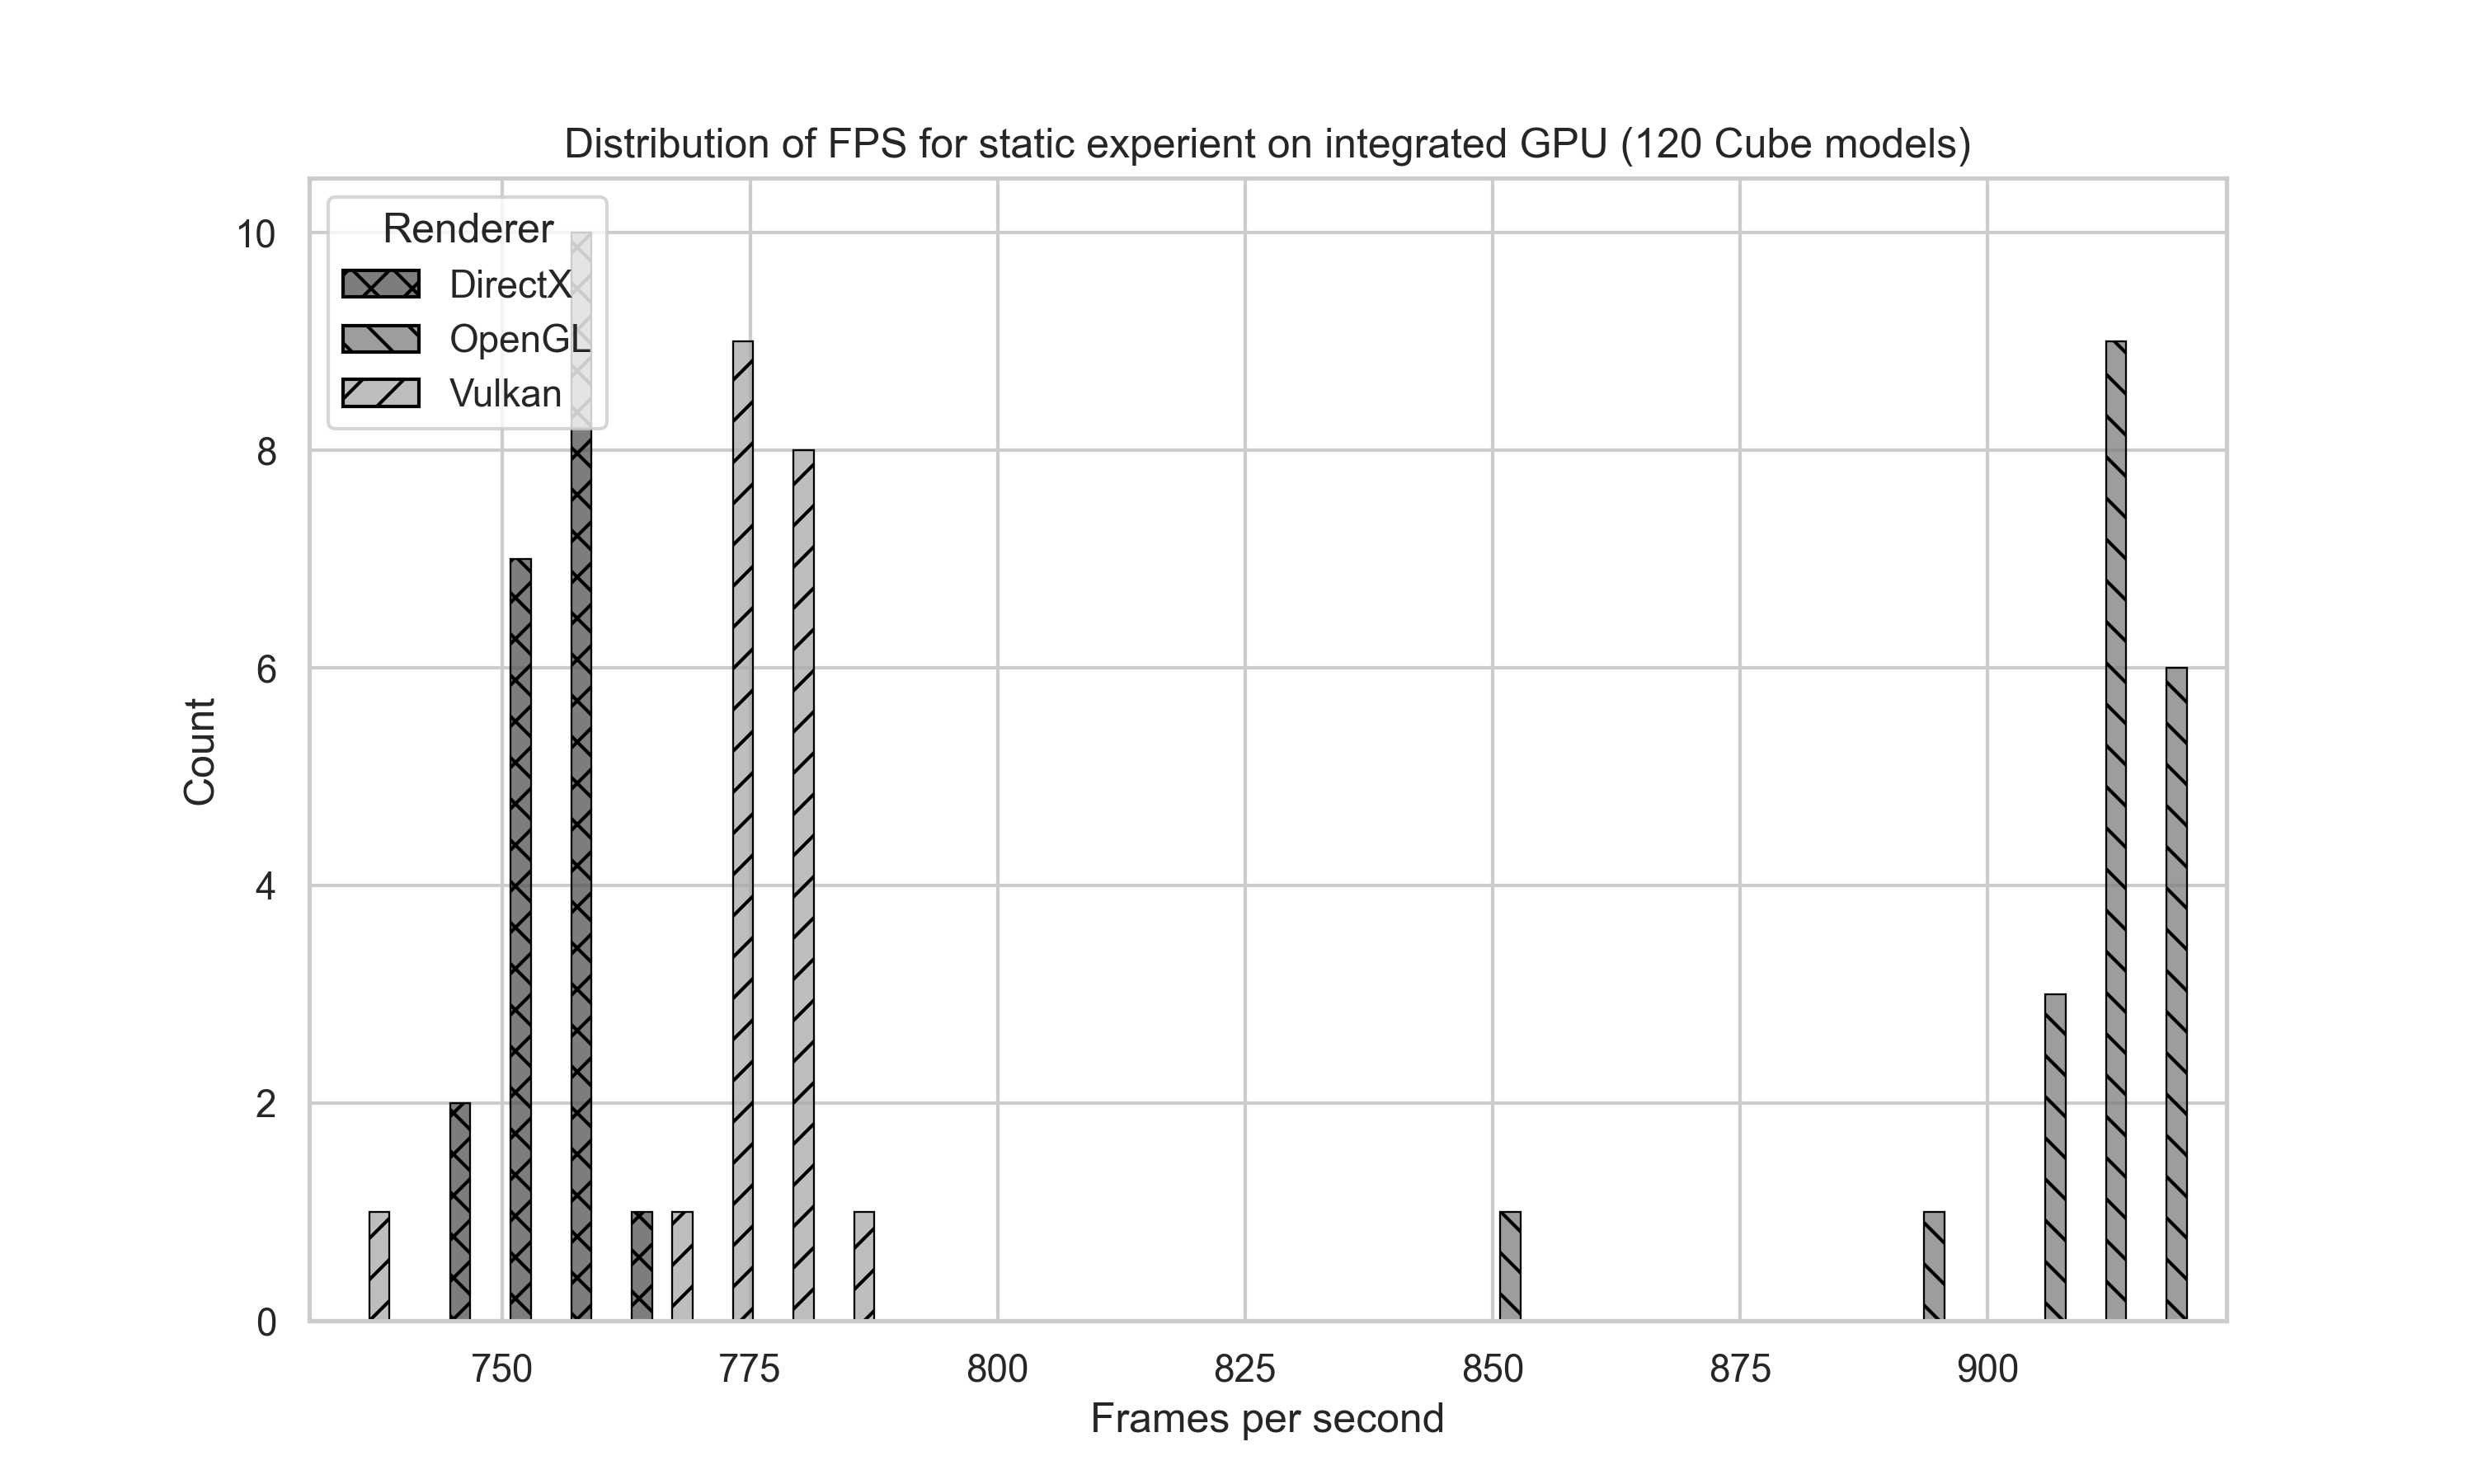 Distribution of FPS for static experient on integrated GPU (120 Cube models)
Renderer
DirectX
OpenGL
Vulkan
10
8
6
4
2
0
Count
750 775 800 825 850 875 900
Frames per second